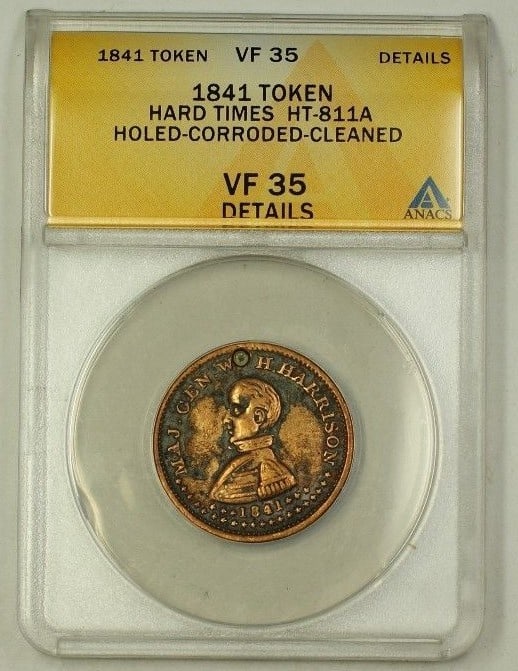 1841 TOKEN VF 35 DETAILS
1841 TOKEN
HARD TIMES HT-811A
HOLED-CORRODED-CLEANED
VF 35
DETAILS
ANACS
MAJ. GEN. W H. HARRISON
1841